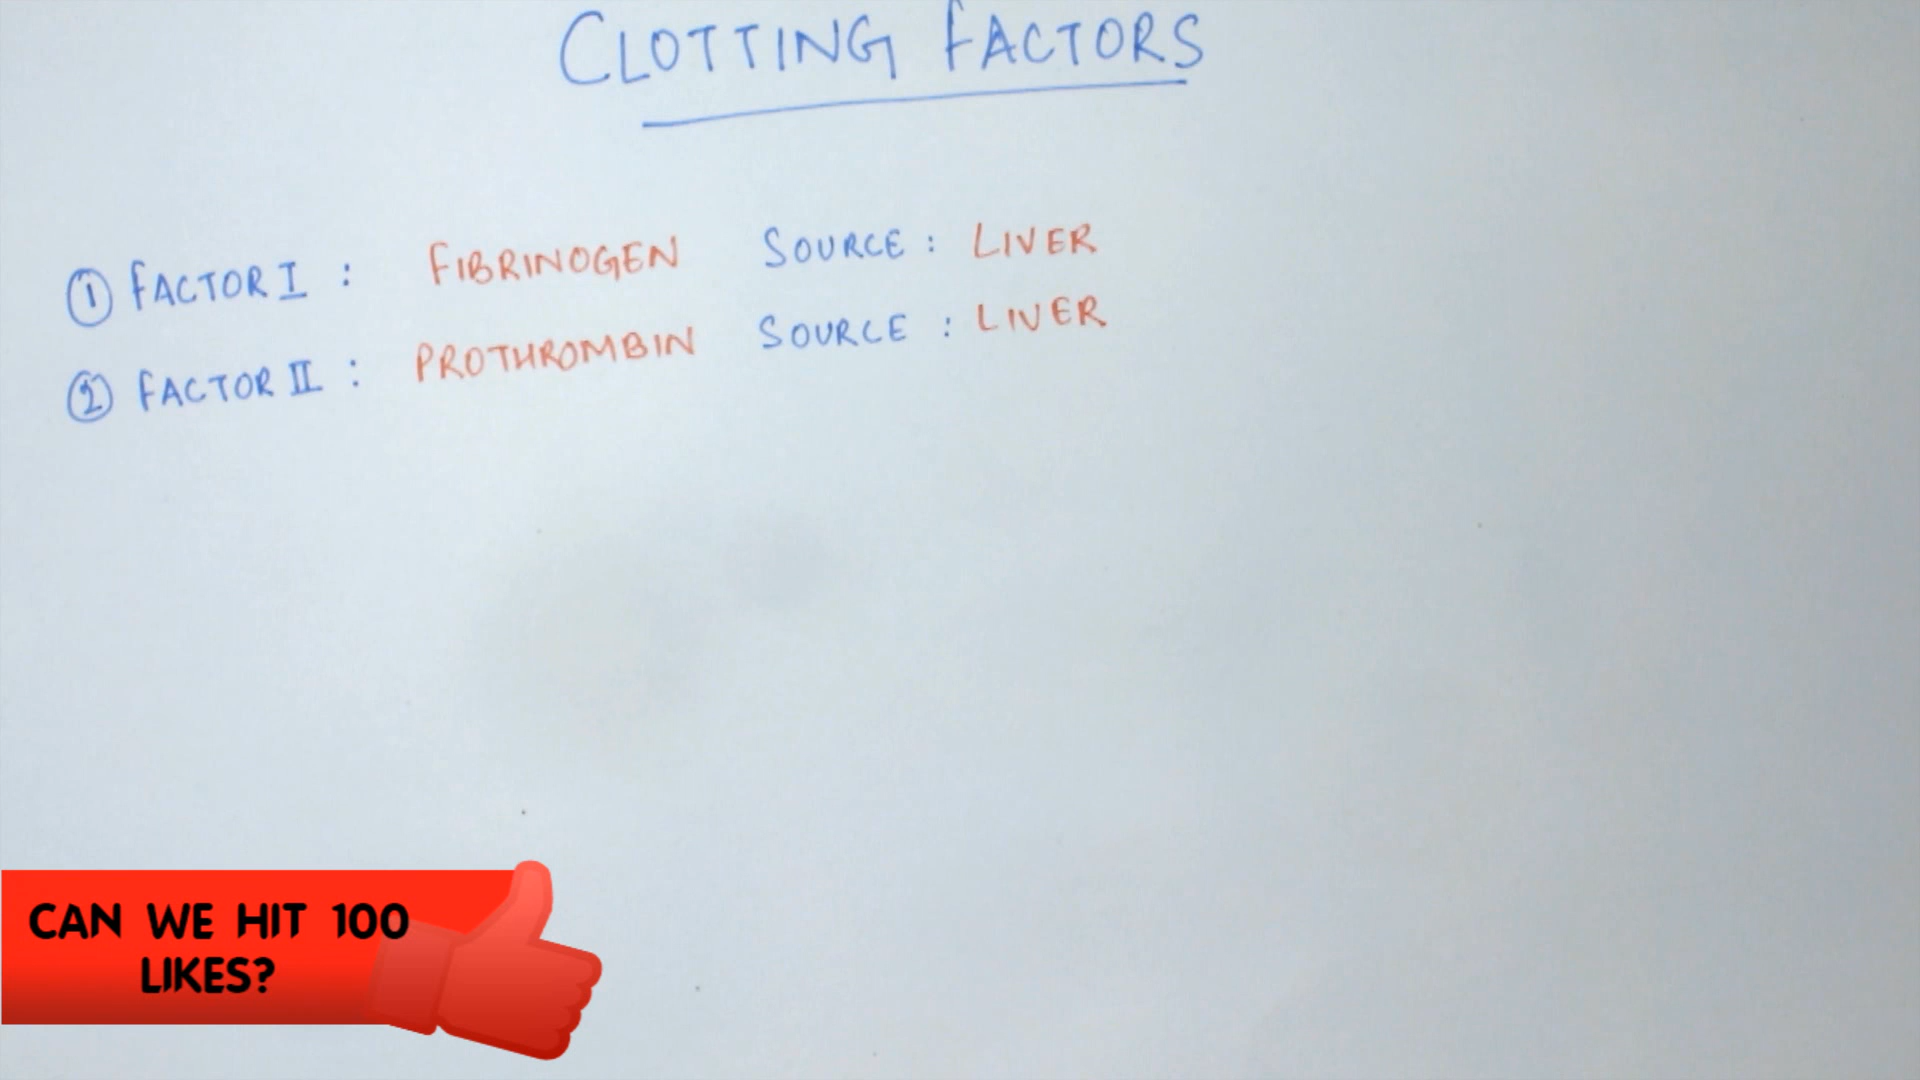 CLOTTING FACTORS
① FACTOR I : FIBRINOGEN SOURCE : LIVER
② FACTOR II : PROTHROMBIN SOURCE : LIVER
CAN WE HIT 100
LIKES?